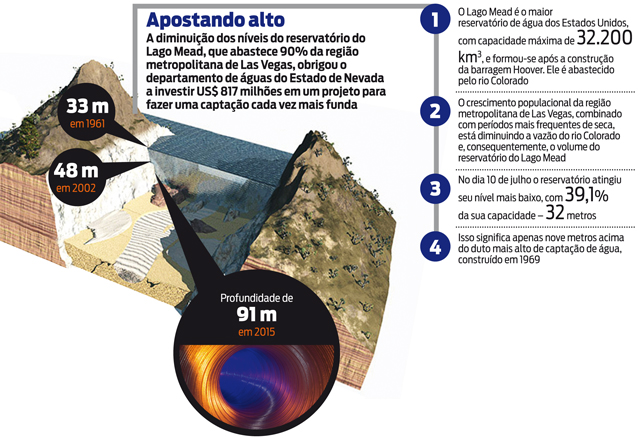 Apostando alto
A diminuição dos níveis do reservatório do
Lago Mead, que abastece 90% da região
metropolitana de Las Vegas, obrigou o
departamento de águas do Estado de Nevada
a investir US$ 817 milhões em um projeto para
fazer uma captação cada vez mais funda
33 m
em 1961
48 m
em 2002
Profundidade de
91 m
em 2015
1
O Lago Mead é o maior
reservatório de água dos Estados Unidos,
com capacidade máxima de 32.200
km³, e formou-se após a construção
da barragem Hoover. Ele é abastecido
pelo rio Colorado
2
O crescimento populacional da região
metropolitana de Las Vegas, combinado
com períodos mais frequentes de seca,
está diminuindo a vazão do rio Colorado
e, consequentemente, o volume do
reservatório do Lago Mead
3
No dia 10 de julho o reservatório atingiu
seu nível mais baixo, com 39,1%
da sua capacidade – 32 metros
4
Isso significa apenas nove metros acima
do duto mais alto de captação de água,
construído em 1969